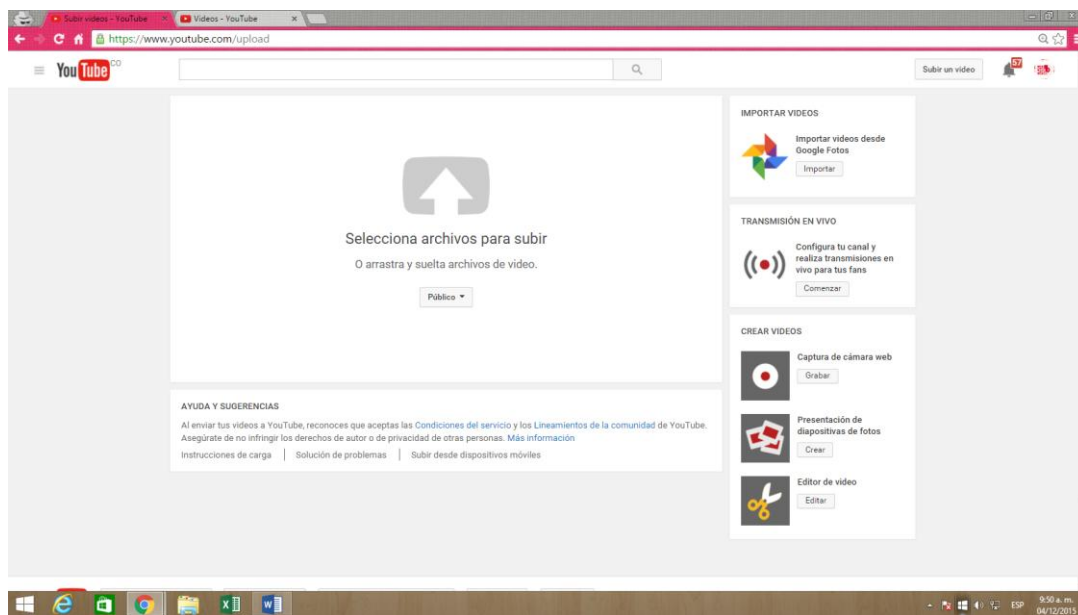 Subir videos - YouTube
Videos - YouTube
https://www.youtube.com/upload
YouTube CO
Subir un video
57
Selecciona archivos para subir
O arrastra y suelta archivos de video.
Público
AYUDA Y SUGERENCIAS
Al enviar tus videos a YouTube, reconoces que aceptas las Condiciones del servicio y los Lineamientos de la comunidad de YouTube.
Asegúrate de no infringir los derechos de autor o de privacidad de otras personas. Más información
Instrucciones de carga | Solución de problemas | Subir desde dispositivos móviles
IMPORTAR VIDEOS
Importar videos desde
Google Fotos
Importar
TRANSMISIÓN EN VIVO
Configura tu canal y
realiza transmisiones en
vivo para tus fans
Comenzar
CREAR VIDEOS
Captura de cámara web
Grabar
Presentación de
diapositivas de fotos
Crear
Editor de video
Editar
ESP
9:50 a. m.
04/12/2015